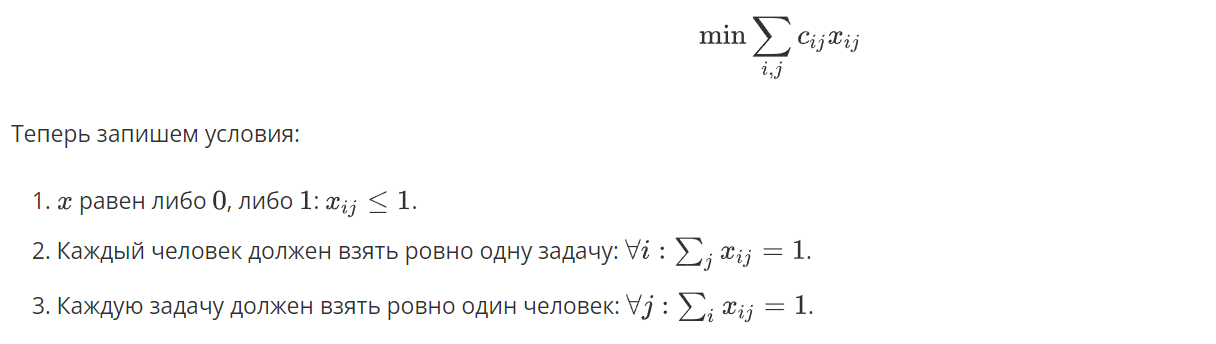 min ∑_{i,j} c_{ij}x_{ij}
Теперь запишем условия:
1. x равен либо 0, либо 1: x_{ij} ≤ 1.
2. Каждый человек должен взять ровно одну задачу: ∀i : ∑_j x_{ij} = 1.
3. Каждую задачу должен взять ровно один человек: ∀j : ∑_i x_{ij} = 1.